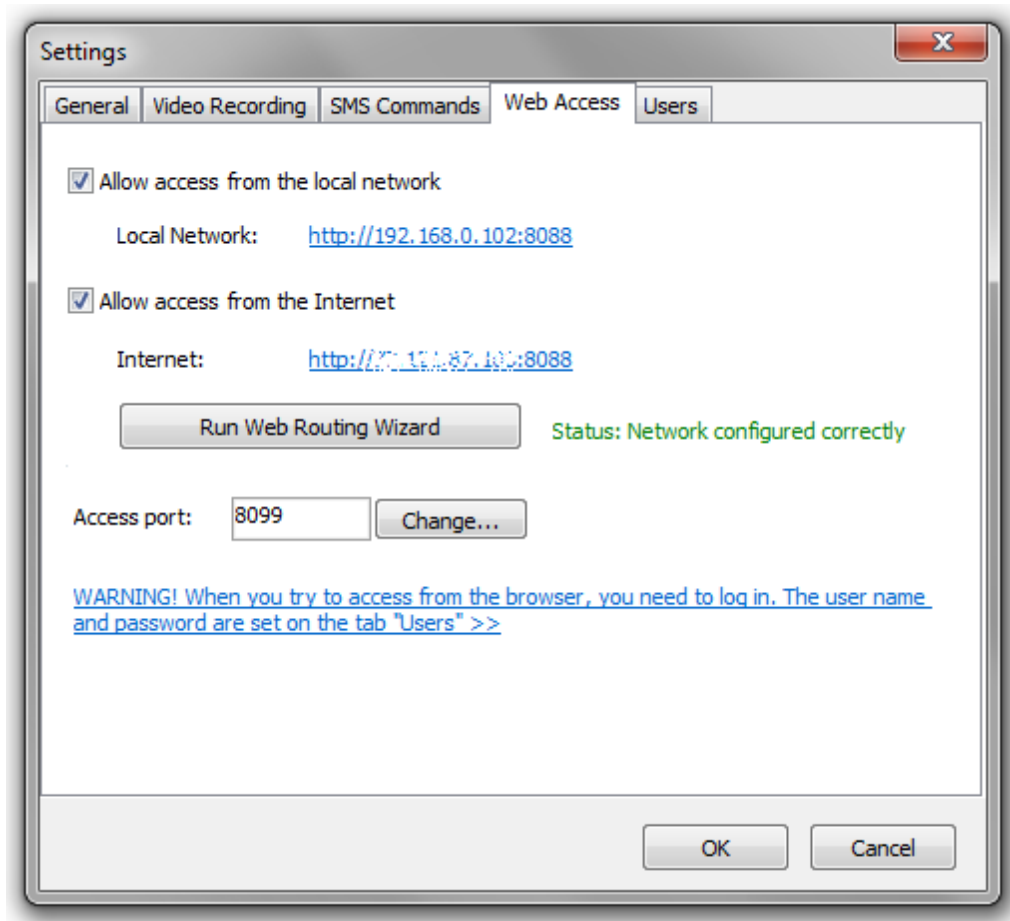 Settings
General Video Recording SMS Commands Web Access Users
Allow access from the local network
Local Network: http://192.168.0.102:8088
Allow access from the Internet
Internet: http:// :8088
Run Web Routing Wizard Status: Network configured correctly
Access port: 8099 Change...
WARNING! When you try to access from the browser, you need to log in. The user name
and password are set on the tab "Users" >>
OK Cancel